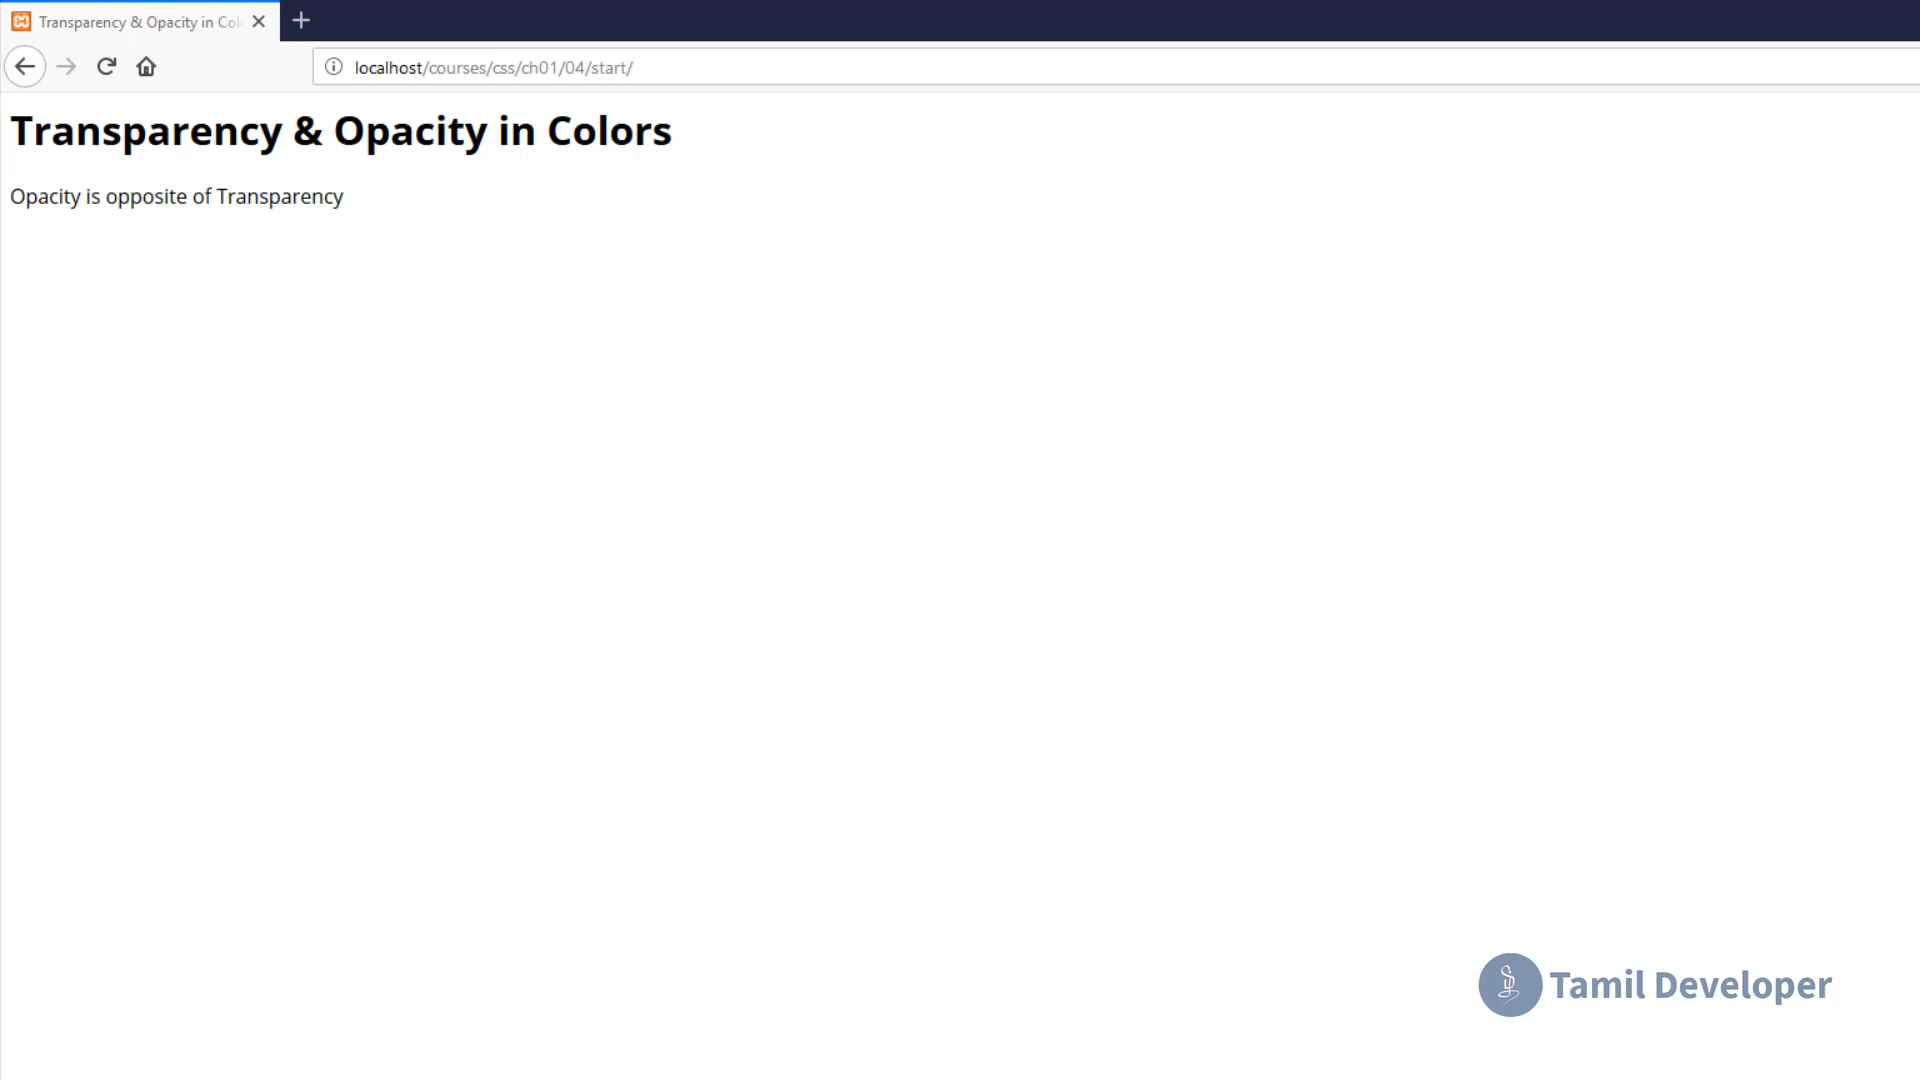 Transparency & Opacity in Col
localhost/courses/css/ch01/04/start/
Transparency & Opacity in Colors
Opacity is opposite of Transparency
Tamil Developer